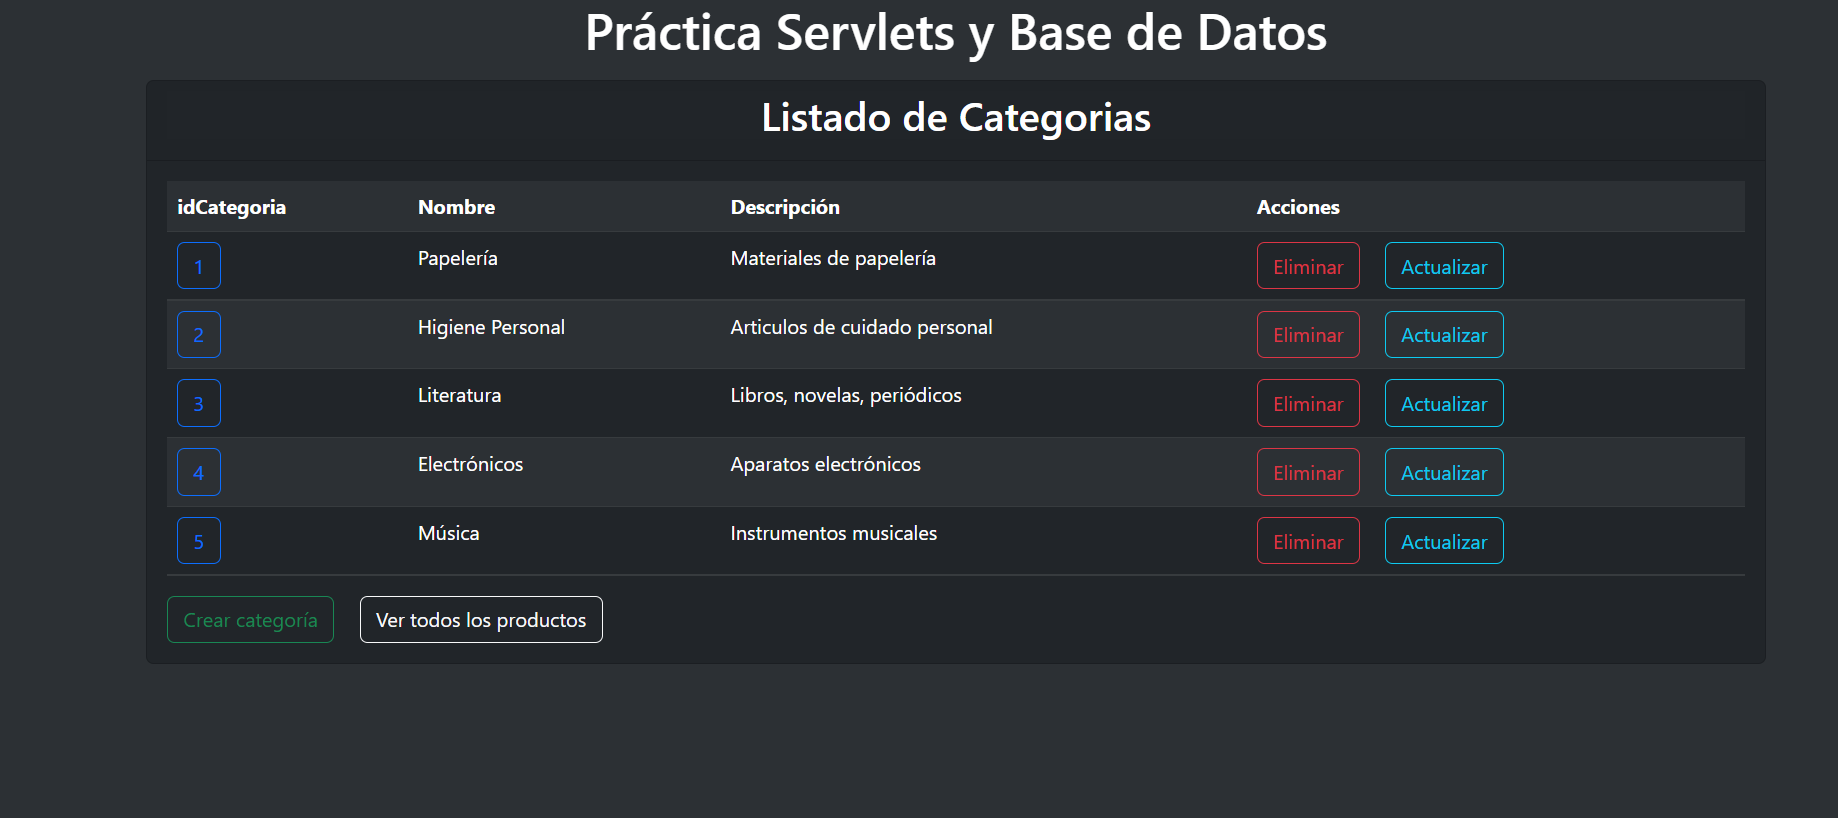 Práctica Servlets y Base de Datos
Listado de Categorias
idCategoria Nombre Descripción Acciones
1 Papelería Materiales de papelería Eliminar Actualizar
2 Higiene Personal Articulos de cuidado personal Eliminar Actualizar
3 Literatura Libros, novelas, periódicos Eliminar Actualizar
4 Electrónicos Aparatos electrónicos Eliminar Actualizar
5 Música Instrumentos musicales Eliminar Actualizar
Crear categoría Ver todos los productos